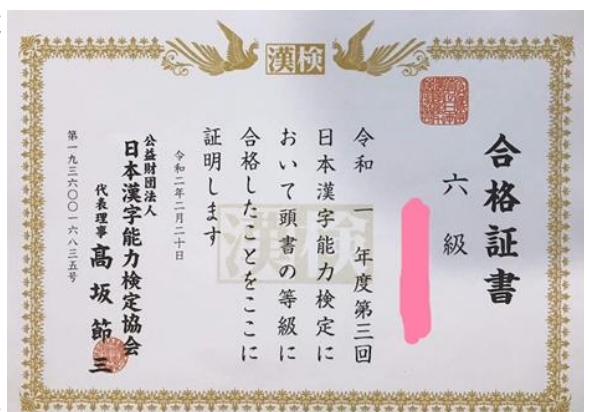 漢検
合格証書
六級
令和一年度第三回
日本漢字能力検定に
おいて頭書の等級に
合格したことをここに
証明します
令和二年二月二十日
公益財団法人
日本漢字能力検定協会
代表理事 髙坂節三
第一九三六〇〇一六八三五号
漢検